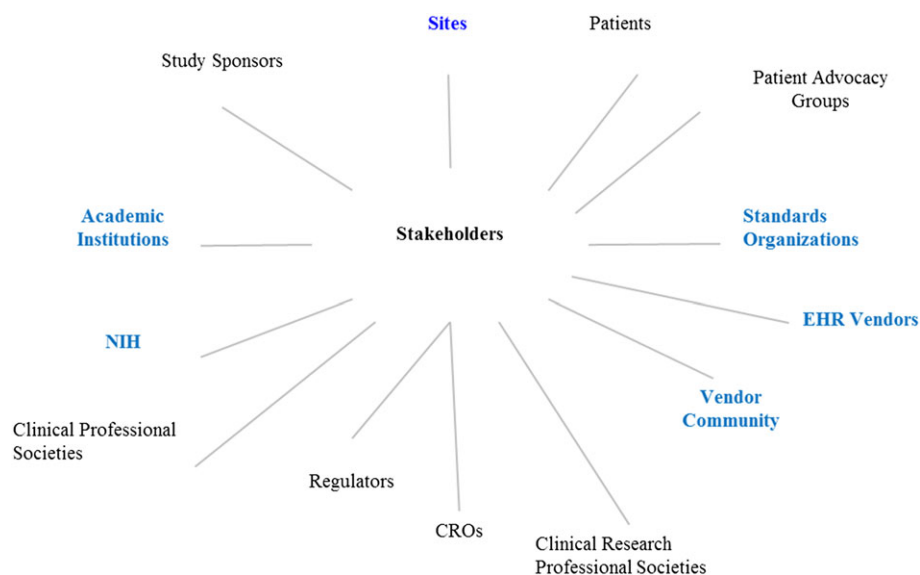 Sites
Patients
Study Sponsors
Patient Advocacy
Groups
Academic
Institutions
Stakeholders
Standards
Organizations
EHR Vendors
NIH
Vendor
Community
Clinical Professional
Societies
Regulators
CROs
Clinical Research
Professional Societies